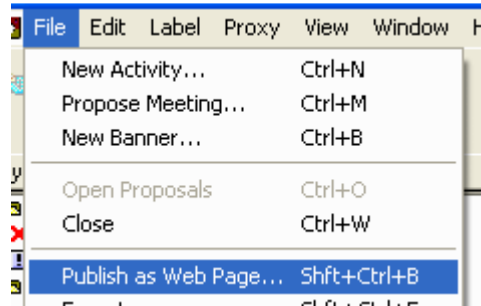 File Edit Label Proxy View Window
New Activity... Ctrl+N
Propose Meeting... Ctrl+M
New Banner... Ctrl+B
Open Proposals Ctrl+O
Close Ctrl+W
Publish as Web Page... Shft+Ctrl+B